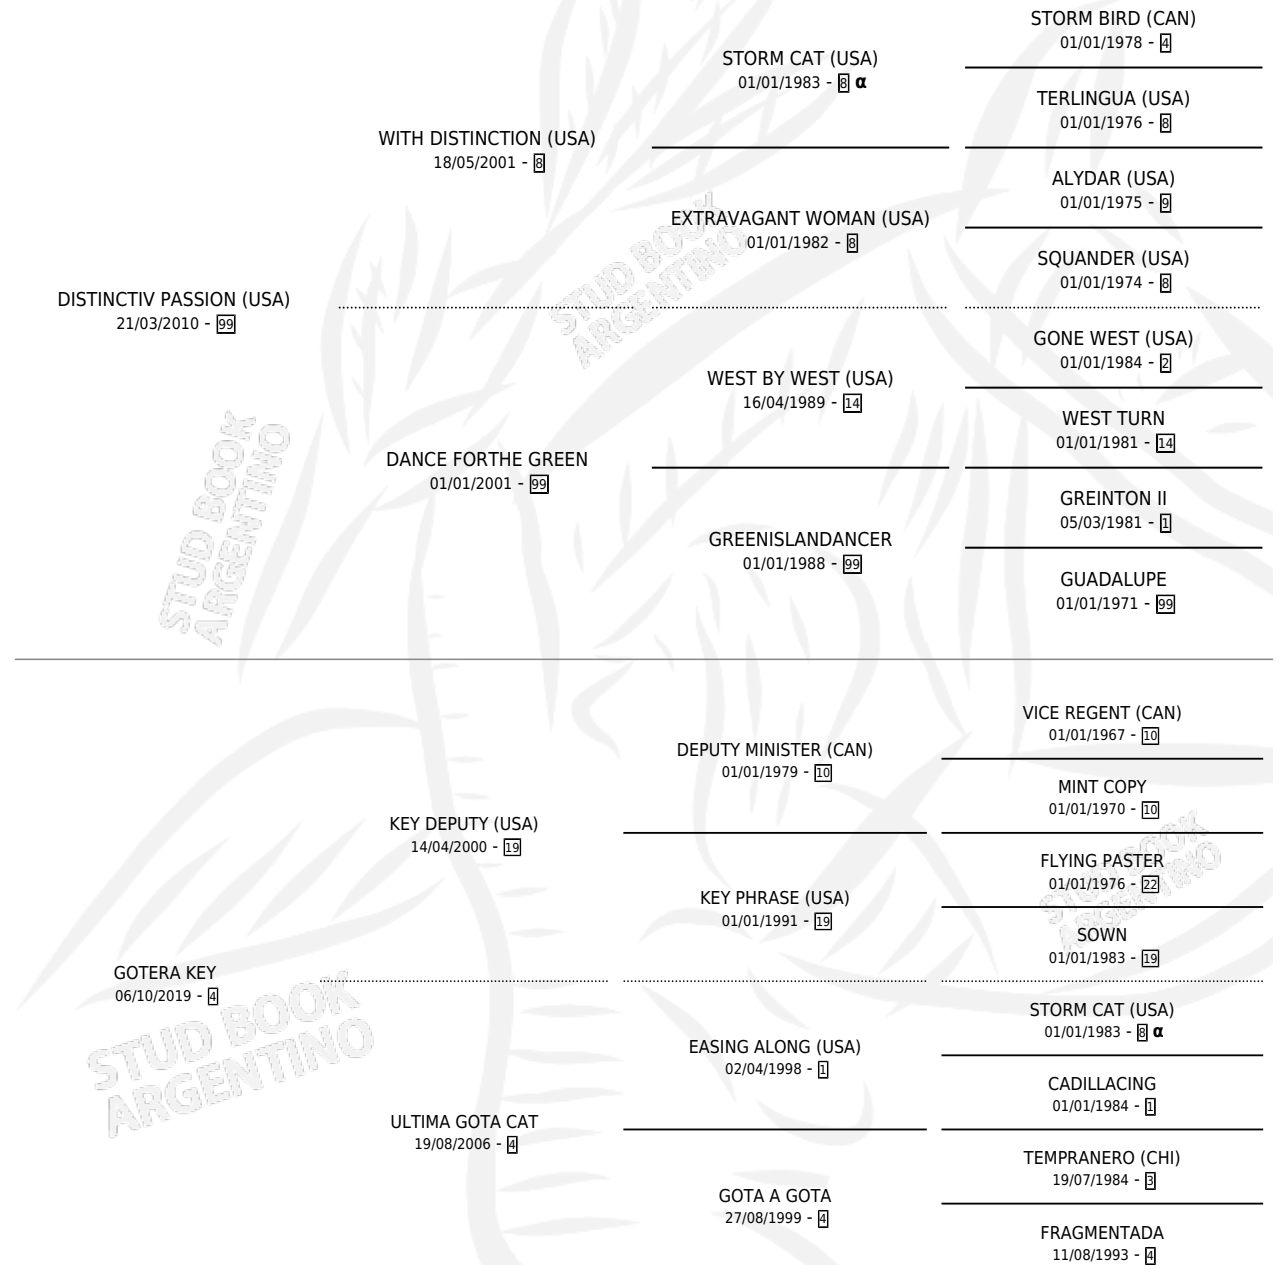 STORM BIRD (CAN)
01/01/1978 - 4
STORM CAT (USA)
01/01/1983 - 8 α
TERLINGUA (USA)
01/01/1976 - 8
WITH DISTINCTION (USA)
18/05/2001 - 8
ALYDAR (USA)
01/01/1975 - 9
EXTRAVAGANT WOMAN (USA)
01/01/1982 - 8
SQUANDER (USA)
01/01/1974 - 8
DISTINCTIV PASSION (USA)
21/03/2010 - 99
GONE WEST (USA)
01/01/1984 - 2
WEST BY WEST (USA)
16/04/1989 - 14
WEST TURN
01/01/1981 - 14
DANCE FORTHE GREEN
01/01/2001 - 99
GREINTON II
05/03/1981 - 1
GREENISLANDANCER
01/01/1988 - 99
GUADALUPE
01/01/1971 - 99
STUD BOOK
ARGENTINO
STUD BOOK
ARGENTINO
VICE REGENT (CAN)
01/01/1967 - 10
DEPUTY MINISTER (CAN)
01/01/1979 - 10
MINT COPY
01/01/1970 - 10
KEY DEPUTY (USA)
14/04/2000 - 19
FLYING PASTER
01/01/1976 - 22
KEY PHRASE (USA)
01/01/1991 - 19
SOWN
01/01/1983 - 19
GOTERA KEY
06/10/2019 - 4
STORM CAT (USA)
01/01/1983 - 8 α
EASING ALONG (USA)
02/04/1998 - 1
CADILLACING
01/01/1984 - 1
ULTIMA GOTA CAT
19/08/2006 - 4
TEMPRANERO (CHI)
19/07/1984 - 3
GOTA A GOTA
27/08/1999 - 4
FRAGMENTADA
11/08/1993 - 4
STUD BOOK
ARGENTINO
STUD BOOK
ARGENTINO